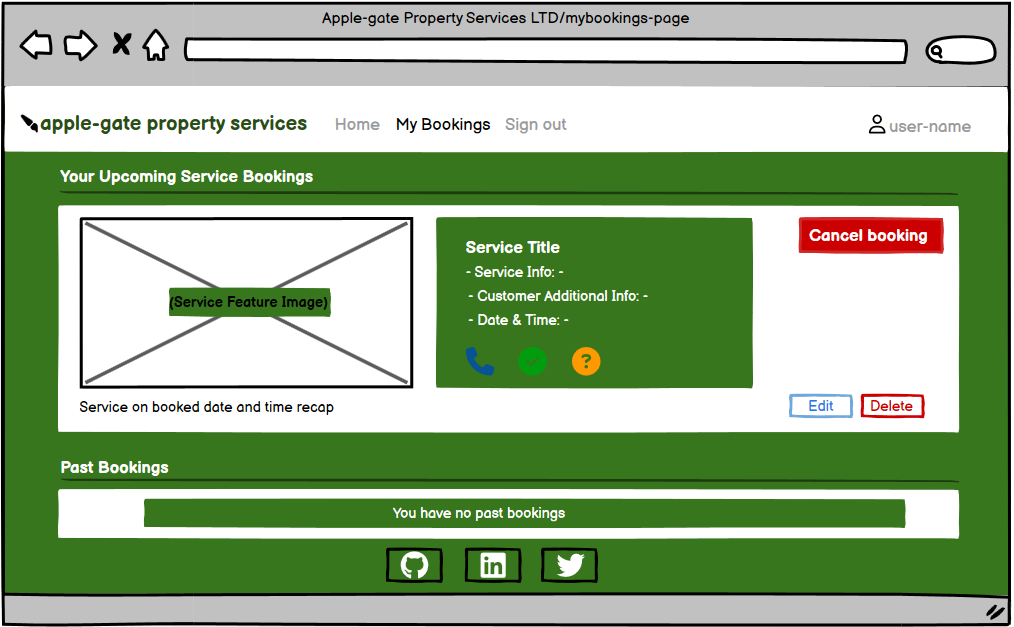 Apple-gate Property Services LTD/mybookings-page
apple-gate property services Home My Bookings Sign out user-name
Your Upcoming Service Bookings
(Service Feature Image)
Service Title
- Service Info: -
- Customer Additional Info: -
- Date & Time: -
?
Cancel booking
Service on booked date and time recap
Edit Delete
Past Bookings
You have no past bookings
in